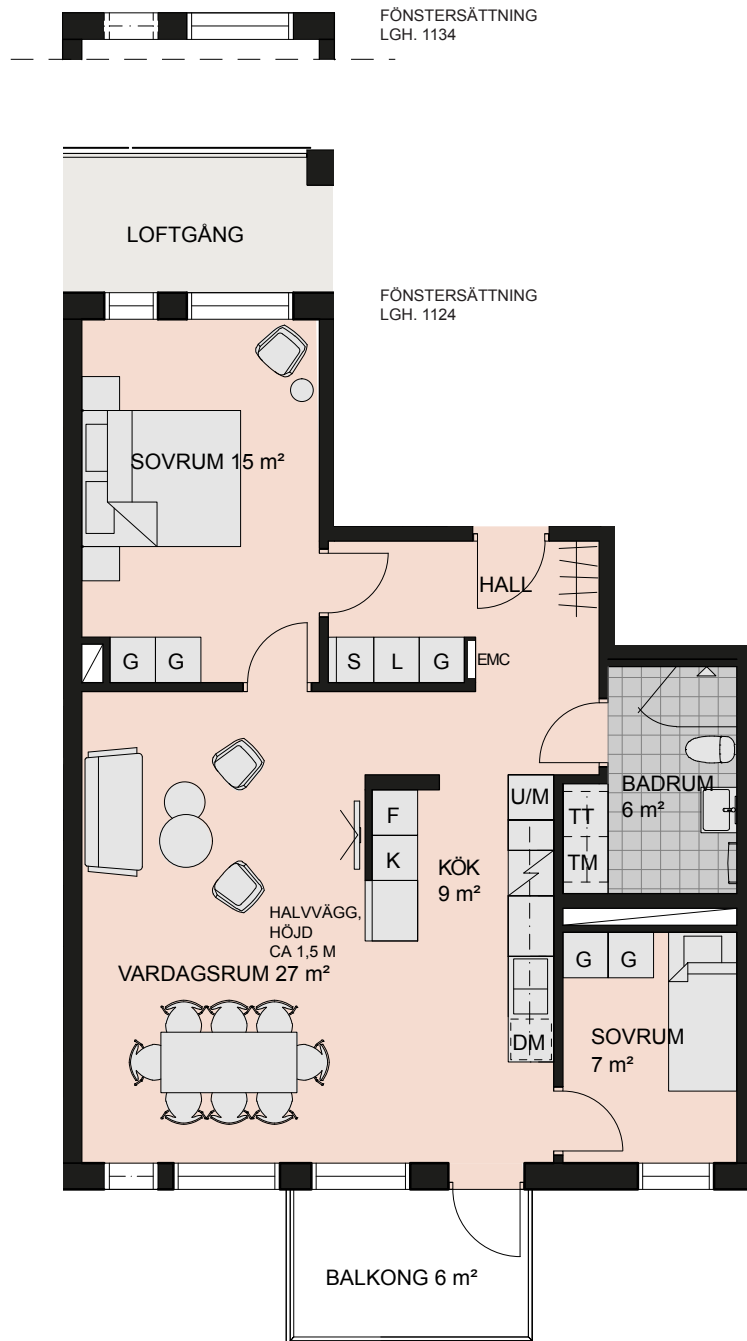 FÖNSTERSÄTTNING
LGH. 1134
LOFTGÅNG
FÖNSTERSÄTTNING
LGH. 1124
SOVRUM 15 m²
HALL
G G
S L G
EMC
U/M
BADRUM
6 m²
TT
TM
F
K
KÖK
9 m²
HALVVÄGG,
HÖJD
CA 1,5 M
VARDAGSRUM 27 m²
G G
SOVRUM
7 m²
DM
BALKONG 6 m²